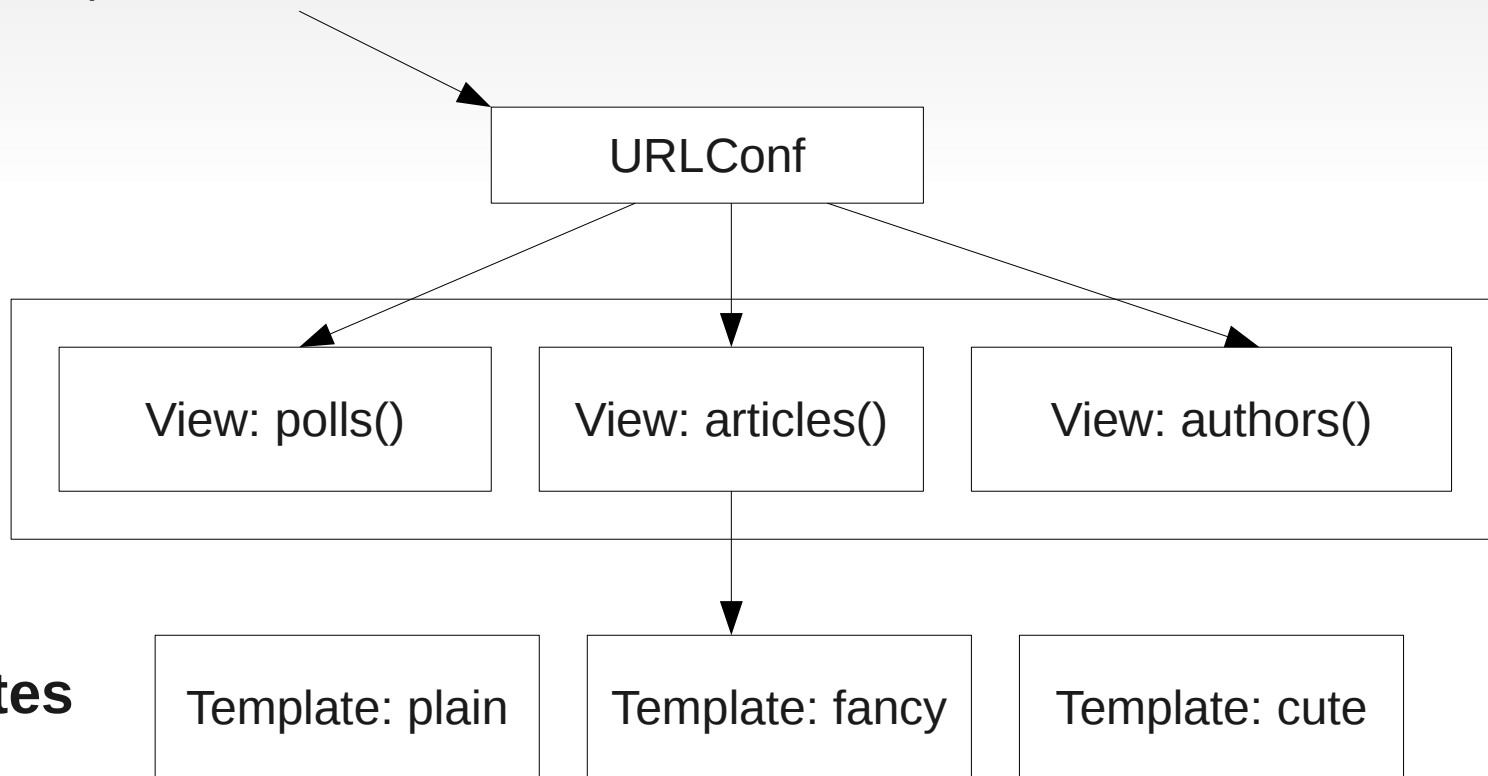 URLConf
View: polls()
View: articles()
View: authors()
tes
Template: plain
Template: fancy
Template: cute